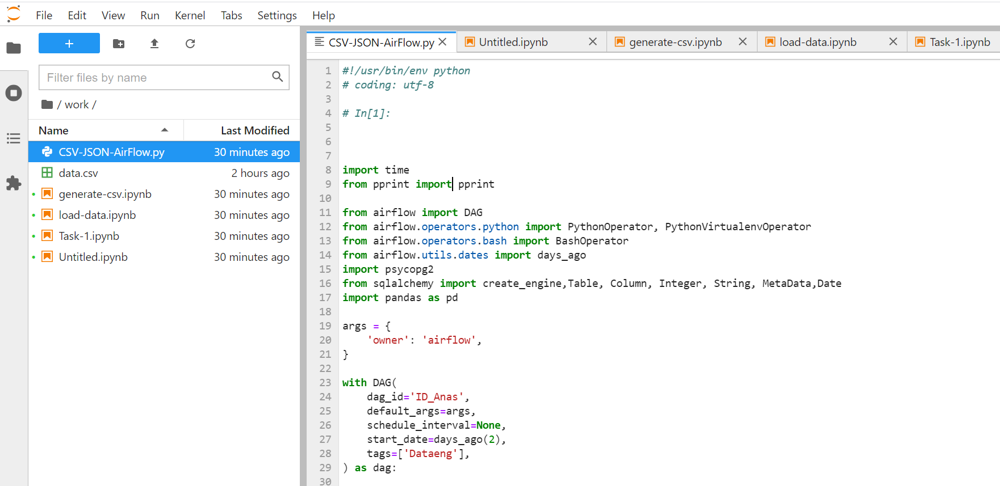 File Edit View Run Kernel Tabs Settings Help
+
Filter files by name
/ work /
Name Last Modified
CSV-JSON-AirFlow.py 30 minutes ago
data.csv 2 hours ago
generate-csv.ipynb 30 minutes ago
load-data.ipynb 30 minutes ago
Task-1.ipynb 30 minutes ago
Untitled.ipynb 30 minutes ago
CSV-JSON-AirFlow.py Untitled.ipynb generate-csv.ipynb load-data.ipynb Task-1.ipynb
1 #!/usr/bin/env python
2 # coding: utf-8
3
4 # In[1]:
5
6
7
8 import time
9 from pprint import pprint
10
11 from airflow import DAG
12 from airflow.operators.python import PythonOperator, PythonVirtualenvOperator
13 from airflow.operators.bash import BashOperator
14 from airflow.utils.dates import days_ago
15 import psycopg2
16 from sqlalchemy import create_engine,Table, Column, Integer, String, MetaData,Date
17 import pandas as pd
18
19 args = {
20     'owner': 'airflow',
21 }
22
23 with DAG(
24     dag_id='ID_Anas',
25     default_args=args,
26     schedule_interval=None,
27     start_date=days_ago(2),
28     tags=['Dataeng'],
29 ) as dag:
30